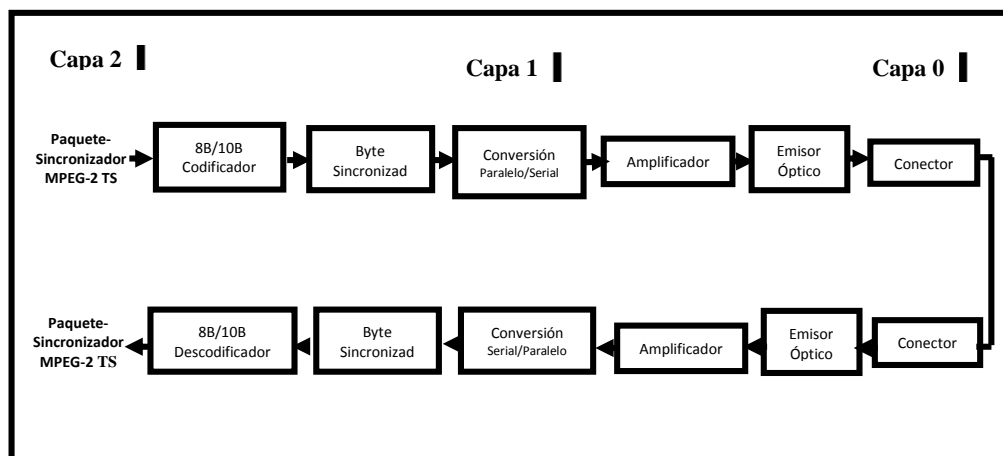 Capa 2
Capa 1
Capa 0
Paquete-
Sincronizador
MPEG-2 TS
8B/10B
Codificador
Byte
Sincronizad
Conversión
Paralelo/Serial
Amplificador
Emisor
Óptico
Conector
Paquete-
Sincronizador
MPEG-2 TS
8B/10B
Descodificador
Byte
Sincronizad
Conversión
Serial/Paralelo
Amplificador
Emisor
Óptico
Conector